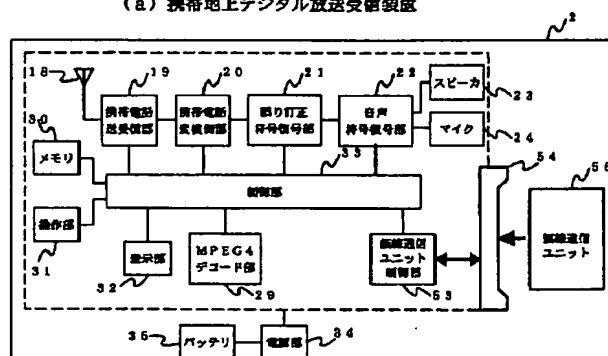 (a) 携帯地上デジタル放送受信装置
2
18
19
20
21
22
スピーカ
23
携帯電話
送受信部
携帯電話
変復調部
誤り訂正
符号復号部
音声
符号復号部
マイク
24
30
メモリ
33
制御部
54
55
操作部
31
表示部
32
MPEG4
デコード部
29
無線通信
ユニット
制御部
53
無線通信
ユニット
35
バッテリ
電源部
34